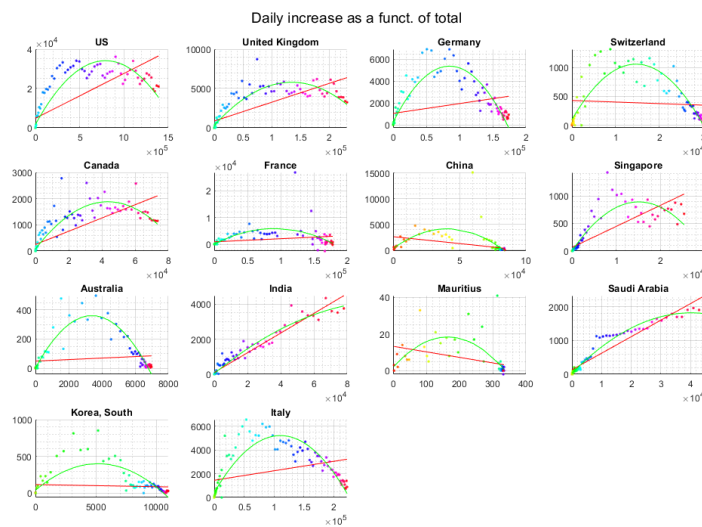 Daily increase as a funct. of total
US
× 10^4
4
2
0
0 5 10 15
× 10^5
United Kingdom
10000
5000
0
0 0.5 1 1.5 2
× 10^5
Germany
6000
4000
2000
0
0 0.5 1 1.5 2
× 10^5
Switzerland
1000
500
0
0 1 2
× 10^4
Canada
3000
2000
1000
0
0 2 4 6 8
× 10^4
France
× 10^4
2
1
0
0 0.5 1 1.5 2
× 10^5
China
15000
10000
5000
0
0 5 10
× 10^4
Singapore
1000
500
0
0 2
× 10^4
Australia
400
200
0
0 2000 4000 6000 8000
India
4000
2000
0
0 2 4 6 8
× 10^4
Mauritius
40
20
0
0 100 200 300 400
Saudi Arabia
2000
1000
0
0 1 2 3 4
× 10^4
Korea, South
1000
500
0
0 5000 10000
Italy
6000
4000
2000
0
0 0.5 1 1.5 2
× 10^5